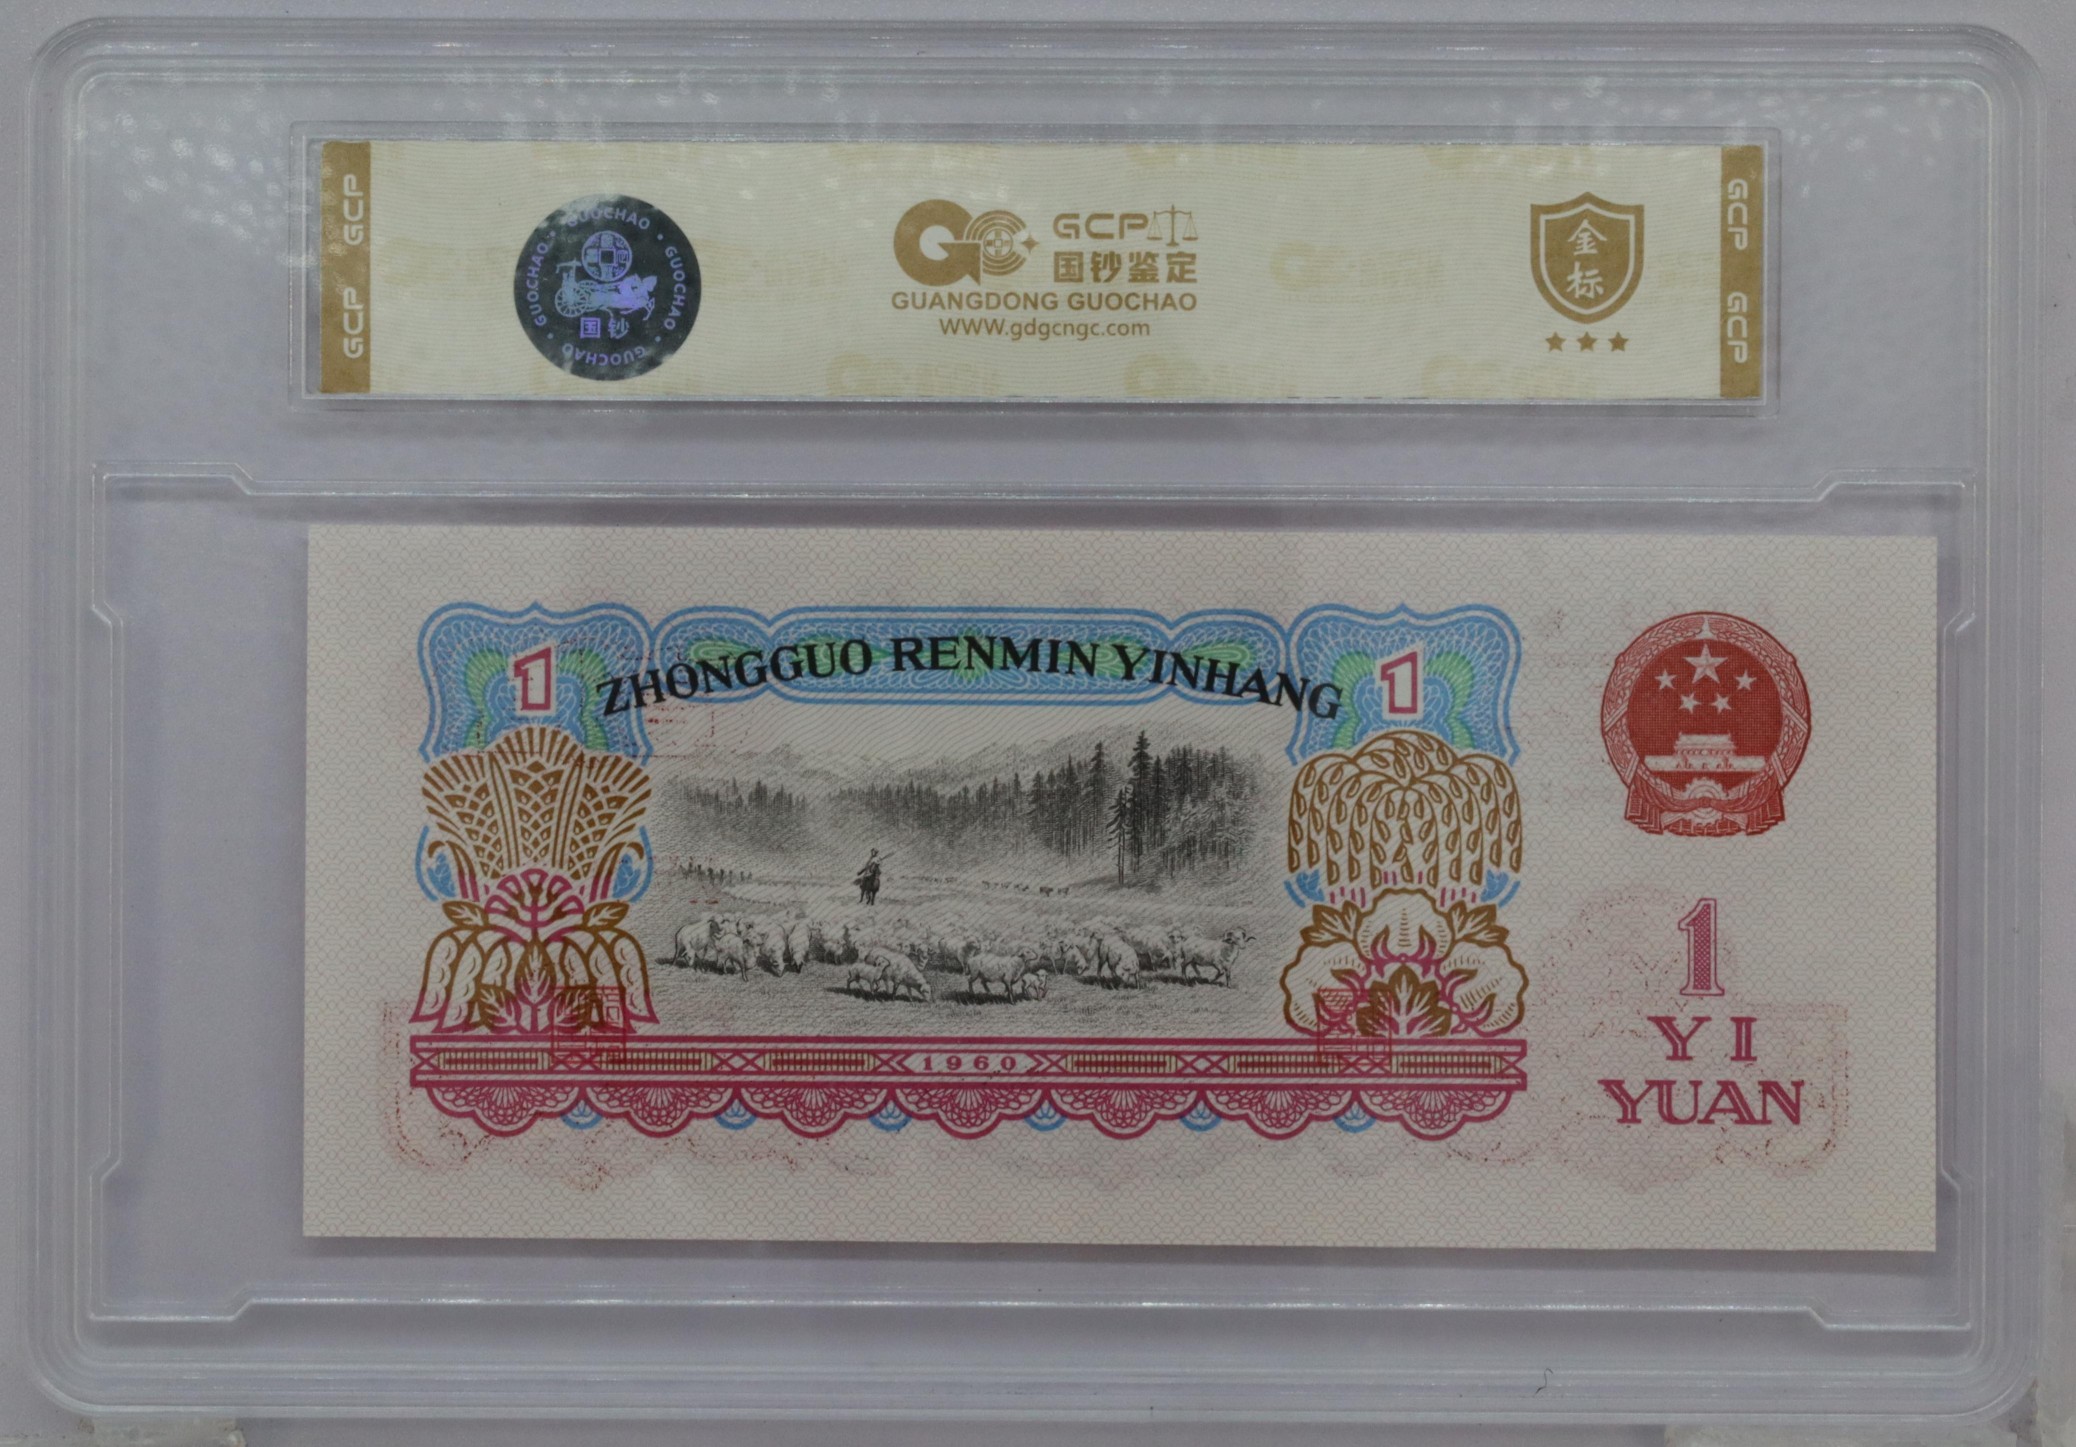 GCP GCP
GUOCHAO · GUOCHAO · GUOCHAO · GUOCHAO
国钞
GCP
国钞鉴定
GUANGDONG GUOCHAO
WWW.gdgcngc.com
金
标
GCP GCP
ZHONGGUO RENMIN YINHANG
1
1
1960
1
YI
YUAN